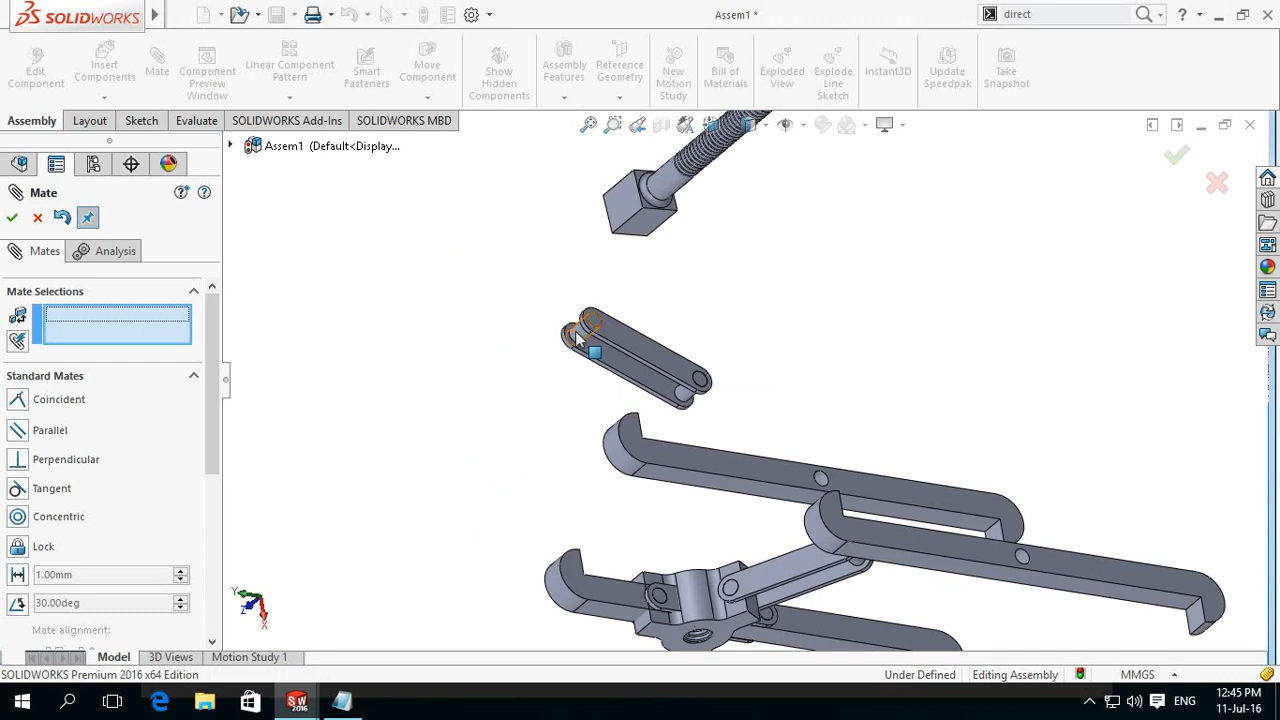 SOLIDWORKS
Assem1 *
direct
?
Edit Component
Insert Components
Mate
Component Preview Window
Linear Component Pattern
Smart Fasteners
Move Component
Show Hidden Components
Assembly Features
Reference Geometry
New Motion Study
Bill of Materials
Exploded View
Explode Line Sketch
Instant3D
Update Speedpak
Take Snapshot
Assembly
Layout
Sketch
Evaluate
SOLIDWORKS Add-Ins
SOLIDWORKS MBD
Assem1 (Default<Display...
Mate
Mates
Analysis
Mate Selections
Standard Mates
Coincident
Parallel
Perpendicular
Tangent
Concentric
Lock
1.00mm
30.00deg
Mate alignment:
Y
Z
X
Model
3D Views
Motion Study 1
SOLIDWORKS Premium 2016 x64 Edition
Under Defined
Editing Assembly
MMGS
SW
2016
ENG
12:45 PM
11-Jul-16